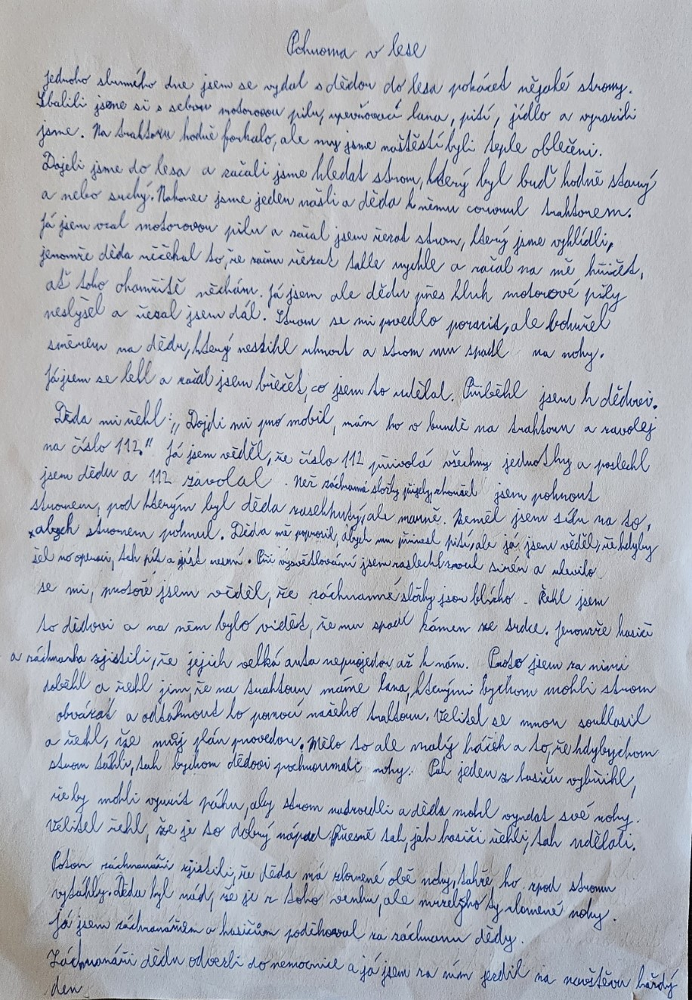 Pohroma v lese
Jednoho slunného dne jsem se vydal s dědou do lesa pokácet nějaké stromy.
Sbalili jsme si s sebou motorovou pilu, upevňovací lana, pití, jídlo a vyrazili
jsme. Na traktoru hodně foukalo, ale my jsme naštěstí byli teple oblečeni.
Dojeli jsme do lesa a začali jsme hledat strom, který byl buď hodně starý
a nebo suchý. Nakonec jsme jeden našli a děda k němu couvnul traktorem.
Já jsem vzal motorovou pilu a začal jsem řezat strom, který jsme vyhlídli,
jenomže děda nečekal to, že začnu řezat takle rychle a začal na mě křičet,
ať toho okamžitě nechám. Já jsem ale dědu přes hluk motorové pily
neslyšel a řezal jsem dál. Strom se mi povedlo porazit, ale bohužel
směrem na dědu, který nestihl uhnout a strom mu spadl na nohy.
Já jsem se lekl a začal jsem brečet, co jsem to udělal. Přiběhl jsem k dědovi.
Děda mi řekl: „Dojdi mi pro mobil, mám ho v bundě na traktoru a zavolej
na číslo 112.“ Já jsem věděl, že číslo 112 přivolá všechny jednotky a poslechl
jsem dědu a 112 zavolal. Než záchranné složky přijely, zkoušel jsem pohnout
stromem, pod kterým byl děda zaseknutý, ale marně. Neměl jsem sílu na to,
abych stromem pohnul. Děda mě poprosil, abych mu přinesl pití, ale já jsem věděl, že kdyby
šel na operaci, tak pít a jíst nesmí. Při vysvětlování jsem zaslechl zvuk sirén a ulevilo
se mi, protože jsem věděl, že záchranné složky jsou blízko. Řekl jsem
to dědovi a na něm bylo vidět, že mu spadl kámen ze srdce. Jenomže hasiči
a záchranka zjistili, že jejich velká auta neprojedou až k nám. Proto jsem za nimi
doběhl a řekl jim, že na traktoru máme lana, kterými bychom mohli strom
obvázat a odtáhnout ho pomocí našeho traktoru. Velitel se mnou souhlasil
a řekl, že můj plán provedou. Mělo to ale malý háček a to, že kdybychom
strom táhli, tak bychom dědovi pochroumali nohy. Pak jeden z hasičů vykřikl,
že by mohli využít páku, aby strom nadzvedli a děda mohl vyndat své nohy.
Velitel řekl, že je to dobrý nápad. Přesně tak, jak hasiči řekli, tak udělali.
Potom záchranáři zjistili, že děda má zlomené obě nohy, takže ho zpod stromu
vytáhly. Děda byl rád, že je z toho venku, ale mrzely ho ty zlomené nohy.
Já jsem záchranářem a hasičům poděkoval za záchranu dědy.
Záchranáři dědu odvezli do nemocnice a já jsem za ním jezdil na návštěvu každý
den